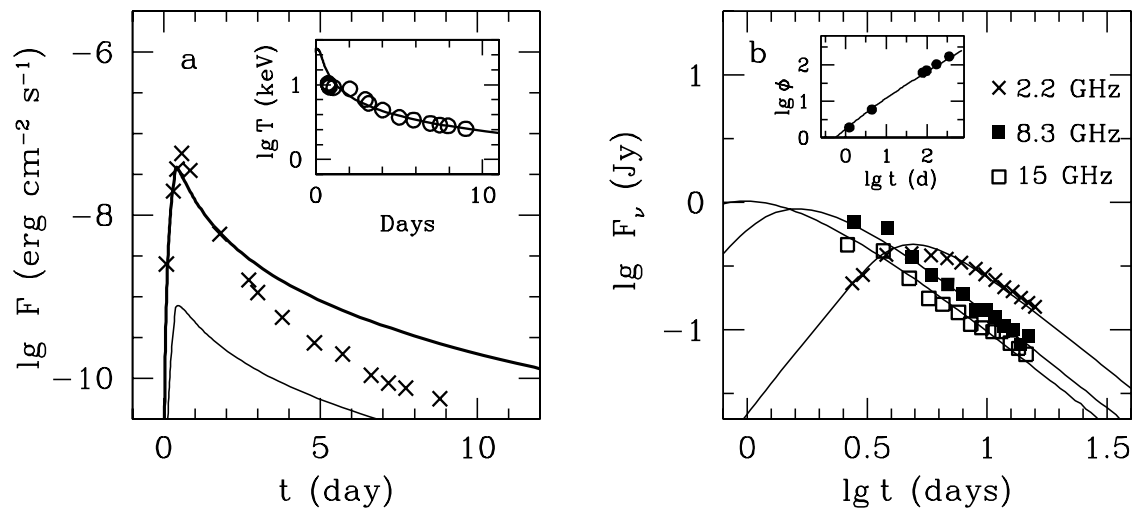 a
lg F (erg cm−2 s−1)
−6
−8
−10
0
5
10
t (day)
lg T (keV)
1
0
0
5
10
Days
b
lg Fν (Jy)
1
0
−1
0
0.5
1
1.5
lg t (days)
lg ϕ
2
1
0
0
1
2
lg t (d)
2.2 GHz
8.3 GHz
15 GHz